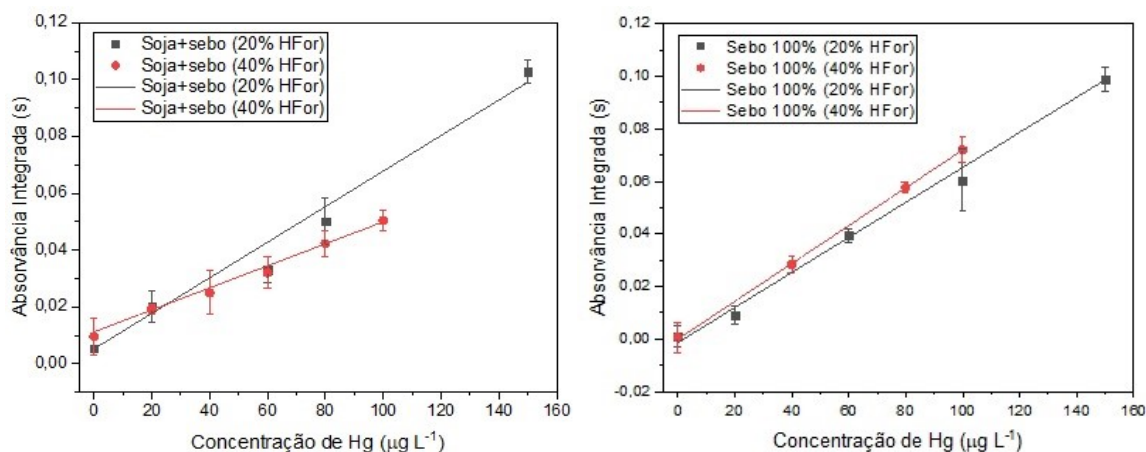 0,12
0,10
0,08
0,06
0,04
0,02
0,00
Absorvância Integrada (s)
Soja+sebo (20% HFor)
Soja+sebo (40% HFor)
Soja+sebo (20% HFor)
Soja+sebo (40% HFor)
0 20 40 60 80 100 120 140 160
Concentração de Hg (µg L⁻¹)
0,12
0,10
0,08
0,06
0,04
0,02
0,00
-0,02
Absorvância Integrada (s)
Sebo 100% (20% HFor)
Sebo 100% (40% HFor)
Sebo 100% (20% HFor)
Sebo 100% (40% HFor)
0 20 40 60 80 100 120 140 160
Concentração de Hg (µg L⁻¹)